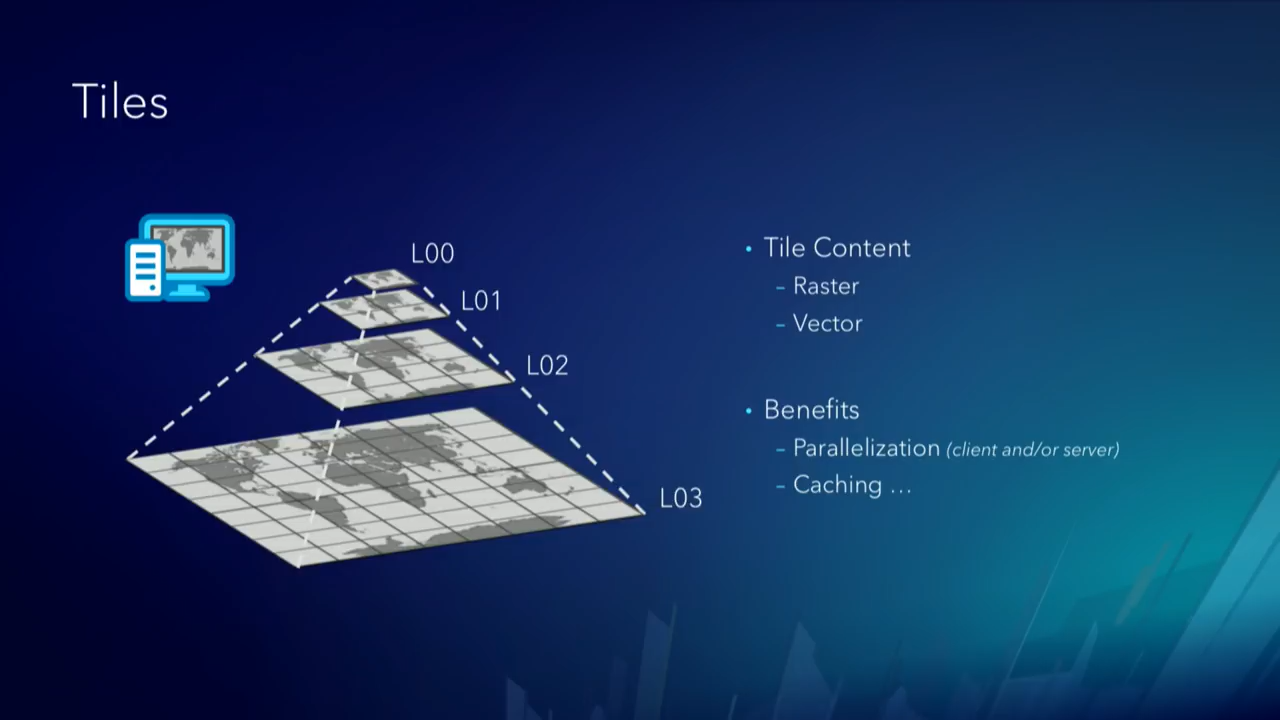 Tiles
L00
L01
L02
L03
• Tile Content
– Raster
– Vector
• Benefits
– Parallelization (client and/or server)
– Caching …